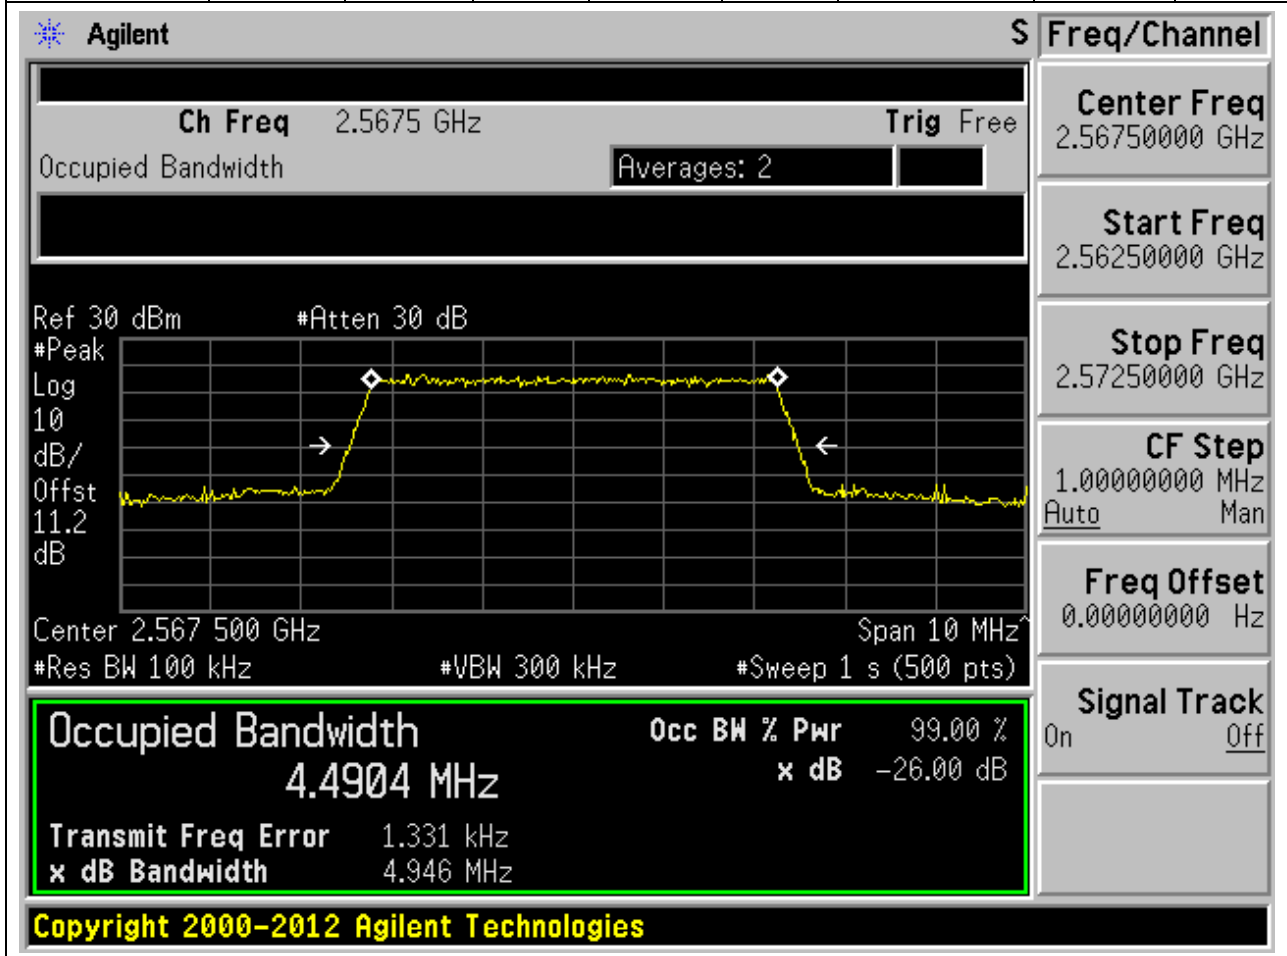 Agilent S Freq/Channel
Ch Freq 2.5675 GHz Trig Free
Occupied Bandwidth Averages: 2
Center Freq
2.56750000 GHz
Start Freq
2.56250000 GHz
Stop Freq
2.57250000 GHz
CF Step
1.00000000 MHz
Auto Man
Freq Offset
0.00000000 Hz
Signal Track
On Off
Ref 30 dBm #Atten 30 dB
#Peak
Log
10
dB/
Offst
11.2
dB
Center 2.567 500 GHz Span 10 MHz^
#Res BW 100 kHz #VBW 300 kHz #Sweep 1 s (500 pts)
Occupied Bandwidth Occ BW % Pwr 99.00 %
4.4904 MHz x dB -26.00 dB
Transmit Freq Error 1.331 kHz
x dB Bandwidth 4.946 MHz
Copyright 2000-2012 Agilent Technologies